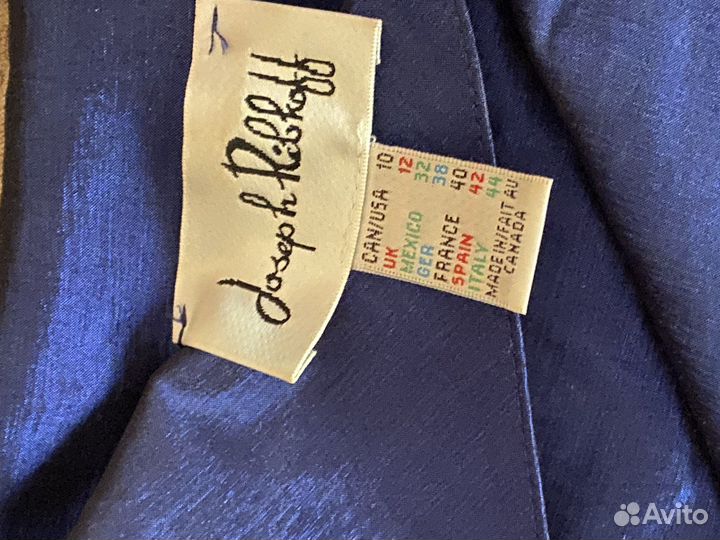 Joseph Ribkoff
CAN/USA 10
UK 12
MEXICO 32
GER 38
FRANCE 40
SPAIN 42
ITALY 44
MADE IN/FAIT AU
CANADA
Avito